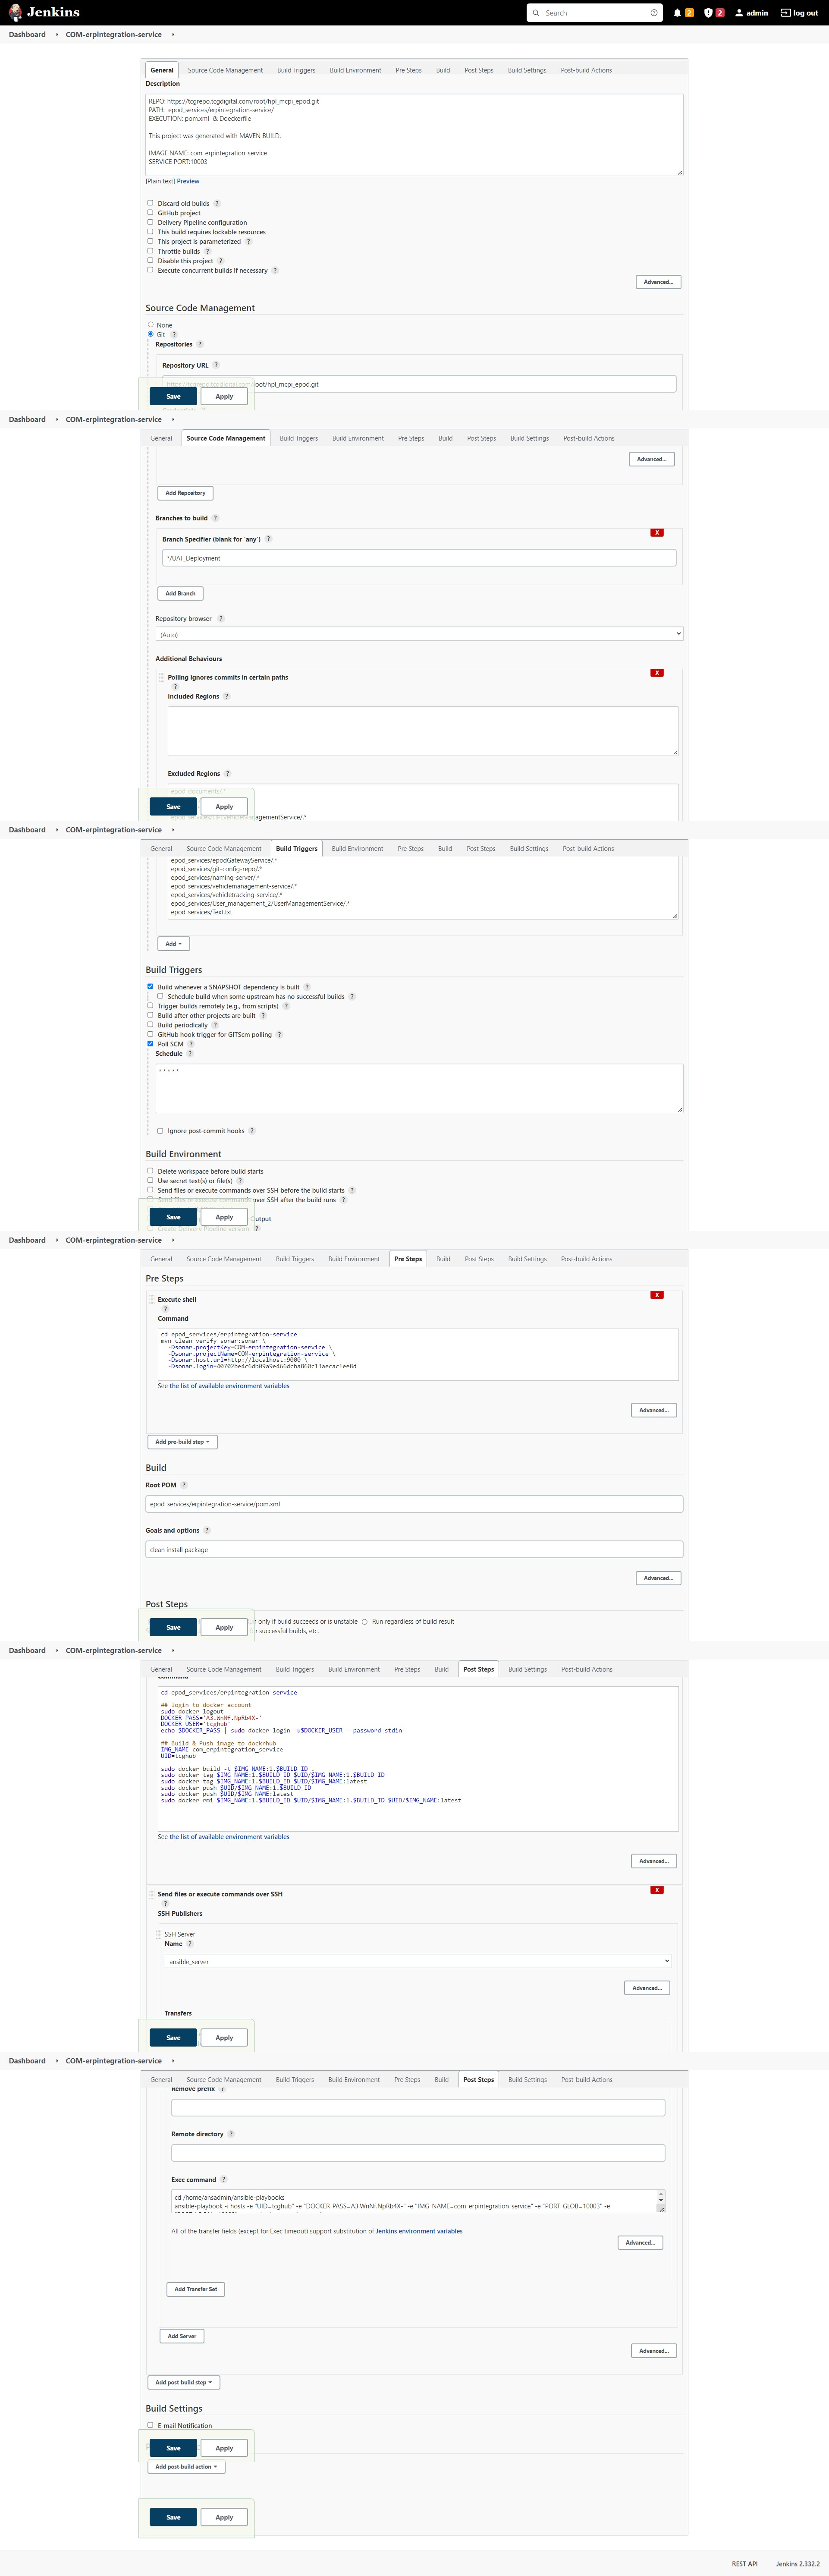 Jenkins
Search
2
2
admin
log out
Dashboard
COM-erpintegration-service
General
Source Code Management
Build Triggers
Build Environment
Pre Steps
Build
Post Steps
Build Settings
Post-build Actions
Description
REPO: https://tcgrepo.tcgdigital.com/root/hpl_mcpi_epod.git
PATH: epod_services/erpintegration-service/
EXECUTION: pom.xml & Doeckerfile
This project was generated with MAVEN BUILD.
IMAGE NAME: com_erpintegration_service
SERVICE PORT:10003
[Plain text] Preview
Discard old builds ?
GitHub project
Delivery Pipeline configuration
This build requires lockable resources
This project is parameterized ?
Throttle builds ?
Disable this project ?
Execute concurrent builds if necessary ?
Advanced...
Source Code Management
None
Git ?
Repositories ?
Repository URL ?
https://tcgrepo.tcgdigital.com/root/hpl_mcpi_epod.git
Save
Apply
Credentials ?
Dashboard
COM-erpintegration-service
General
Source Code Management
Build Triggers
Build Environment
Pre Steps
Build
Post Steps
Build Settings
Post-build Actions
Advanced...
Add Repository
Branches to build ?
X
Branch Specifier (blank for 'any') ?
*/UAT_Deployment
Add Branch
Repository browser ?
(Auto)
Additional Behaviours
X
Polling ignores commits in certain paths
?
Included Regions ?
Excluded Regions ?
epod_documents/.*
Save
Apply
Dashboard
COM-erpintegration-service
General
Source Code Management
Build Triggers
Build Environment
Pre Steps
Build
Post Steps
Build Settings
Post-build Actions
epod_services/epodGatewayService/.*
epod_services/git-config-repo/.*
epod_services/naming-server/.*
epod_services/vehiclemanagement-service/.*
epod_services/vehicletracking-service/.*
epod_services/User_management_2/UserManagementService/.*
epod_services/Text.txt
Add
Build Triggers
Build whenever a SNAPSHOT dependency is built ?
Schedule build when some upstream has no successful builds ?
Trigger builds remotely (e.g., from scripts) ?
Build after other projects are built ?
Build periodically ?
GitHub hook trigger for GITScm polling ?
Poll SCM ?
Schedule ?
* * * * *
Ignore post-commit hooks ?
Build Environment
Delete workspace before build starts
Use secret text(s) or file(s) ?
Send files or execute commands over SSH before the build starts ?
Send files or execute commands over SSH after the build runs ?
Save
Apply
Output
Create Delivery Pipeline version ?
Dashboard
COM-erpintegration-service
General
Source Code Management
Build Triggers
Build Environment
Pre Steps
Build
Post Steps
Build Settings
Post-build Actions
Pre Steps
X
Execute shell
?
Command
cd epod_services/erpintegration-service
mvn clean verify sonar:sonar \
-Dsonar.projectKey=COM-erpintegration-service \
-Dsonar.projectName=COM-erpintegration-service \
-Dsonar.host.url=http://localhost:9000 \
-Dsonar.login=40702be4c6db09a9e466dcba860c13aecac1ee8d
See the list of available environment variables
Advanced...
Add pre-build step
Build
Root POM ?
epod_services/erpintegration-service/pom.xml
Goals and options ?
clean install package
Advanced...
Post Steps
only if build succeeds or is unstable
Run regardless of build result
successful builds, etc.
Save
Apply
Dashboard
COM-erpintegration-service
General
Source Code Management
Build Triggers
Build Environment
Pre Steps
Build
Post Steps
Build Settings
Post-build Actions
Command
cd epod_services/erpintegration-service
## login to docker account
sudo docker logout
DOCKER_PASS='A3.WnNf.NpRb4X-'
DOCKER_USER='tcghub'
echo $DOCKER_PASS | sudo docker login -u$DOCKER_USER --password-stdin
## Build & Push image to dockrhub
IMG_NAME=com_erpintegration_service
UID=tcghub
sudo docker build -t $IMG_NAME:1.$BUILD_ID .
sudo docker tag $IMG_NAME:1.$BUILD_ID $UID/$IMG_NAME:1.$BUILD_ID
sudo docker tag $IMG_NAME:1.$BUILD_ID $UID/$IMG_NAME:latest
sudo docker push $UID/$IMG_NAME:1.$BUILD_ID
sudo docker push $UID/$IMG_NAME:latest
sudo docker rmi $IMG_NAME:1.$BUILD_ID $UID/$IMG_NAME:1.$BUILD_ID $UID/$IMG_NAME:latest
See the list of available environment variables
Advanced...
X
Send files or execute commands over SSH
?
SSH Publishers
SSH Server
Name ?
ansible_server
Advanced...
Transfers
Save
Apply
Dashboard
COM-erpintegration-service
General
Source Code Management
Build Triggers
Build Environment
Pre Steps
Build
Post Steps
Build Settings
Post-build Actions
Remove prefix ?
Remote directory ?
Exec command ?
cd /home/ansadmin/ansible-playbooks
ansible-playbook -i hosts -e "UID=tcghub" -e "DOCKER_PASS=A3.WnNf.NpRb4X-" -e "IMG_NAME=com_erpintegration_service" -e "PORT_GLOB=10003" -e
All of the transfer fields (except for Exec timeout) support substitution of Jenkins environment variables
Advanced...
Add Transfer Set
Add Server
Advanced...
Add post-build step
Build Settings
E-mail Notification
Save
Apply
Add post-build action
Save
Apply
REST API
Jenkins 2.332.2